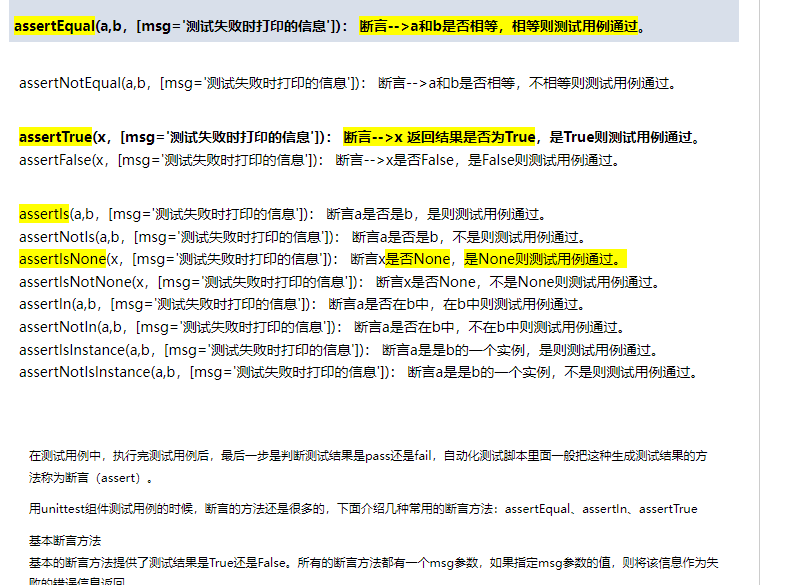 assertEqual(a,b，[msg='测试失败时打印的信息'])： 断言-->a和b是否相等，相等则测试用例通过。
assertNotEqual(a,b，[msg='测试失败时打印的信息'])： 断言-->a和b是否相等，不相等则测试用例通过。
assertTrue(x，[msg='测试失败时打印的信息'])： 断言-->x 返回结果是否为True，是True则测试用例通过。
assertFalse(x，[msg='测试失败时打印的信息'])： 断言-->x是否False，是False则测试用例通过。
assertIs(a,b，[msg='测试失败时打印的信息'])： 断言a是否是b，是则测试用例通过。
assertNotIs(a,b，[msg='测试失败时打印的信息'])： 断言a是否是b，不是则测试用例通过。
assertIsNone(x，[msg='测试失败时打印的信息'])： 断言x是否None，是None则测试用例通过。
assertIsNotNone(x，[msg='测试失败时打印的信息'])： 断言x是否None，不是None则测试用例通过。
assertIn(a,b，[msg='测试失败时打印的信息'])： 断言a是否在b中，在b中则测试用例通过。
assertNotIn(a,b，[msg='测试失败时打印的信息'])： 断言a是否在b中，不在b中则测试用例通过。
assertIsInstance(a,b，[msg='测试失败时打印的信息'])： 断言a是是b的一个实例，是则测试用例通过。
assertNotIsInstance(a,b，[msg='测试失败时打印的信息'])： 断言a是是b的一个实例，不是则测试用例通过。
在测试用例中，执行完测试用例后，最后一步是判断测试结果是pass还是fail，自动化测试脚本里面一般把这种生成测试结果的方
法称为断言（assert）。
用unittest组件测试用例的时候，断言的方法还是很多的，下面介绍几种常用的断言方法：assertEqual、assertIn、assertTrue
基本断言方法
基本的断言方法提供了测试结果是True还是False。所有的断言方法都有一个msg参数，如果指定msg参数的值，则将该信息作为失
败的错误信息返回